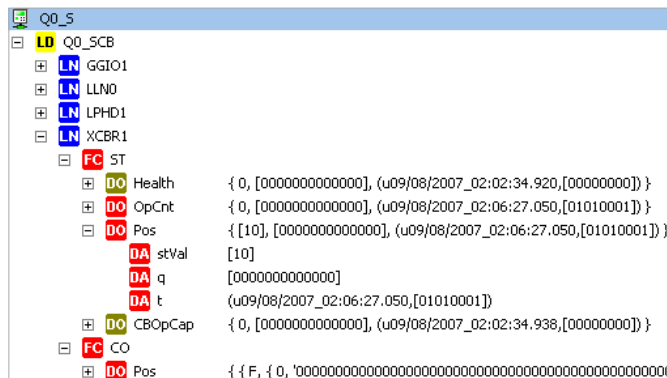 Q0_S
LD Q0_SCB
LN GGIO1
LN LLN0
LN LPHD1
LN XCBR1
FC ST
DO Health { 0, [0000000000000], (u09/08/2007_02:02:34.920,[00000000]) }
DO OpCnt { 0, [0000000000000], (u09/08/2007_02:06:27.050,[01010001]) }
DO Pos { [10], [0000000000000], (u09/08/2007_02:06:27.050,[01010001]) }
DA stVal [10]
DA q [0000000000000]
DA t (u09/08/2007_02:06:27.050,[01010001])
DO CBOpCap { 0, [0000000000000], (u09/08/2007_02:02:34.938,[00000000]) }
FC CO
DO Pos { { F, { 0, '00000000000000000000000000000000000000000000000